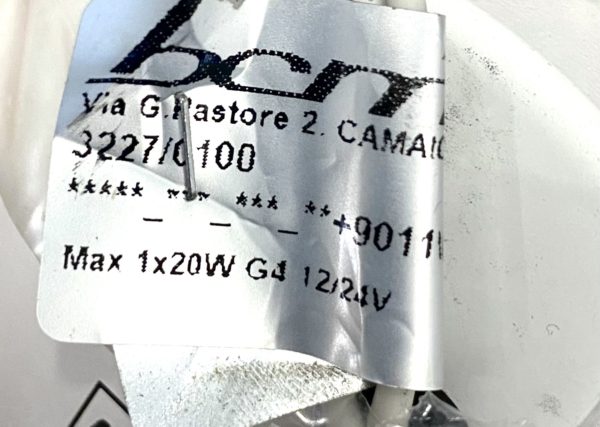 bcm
Via G.Pastore 2. CAMAI
3227/0100
***** _*** _*** _**+9011
Max 1x20W G4 12/24V